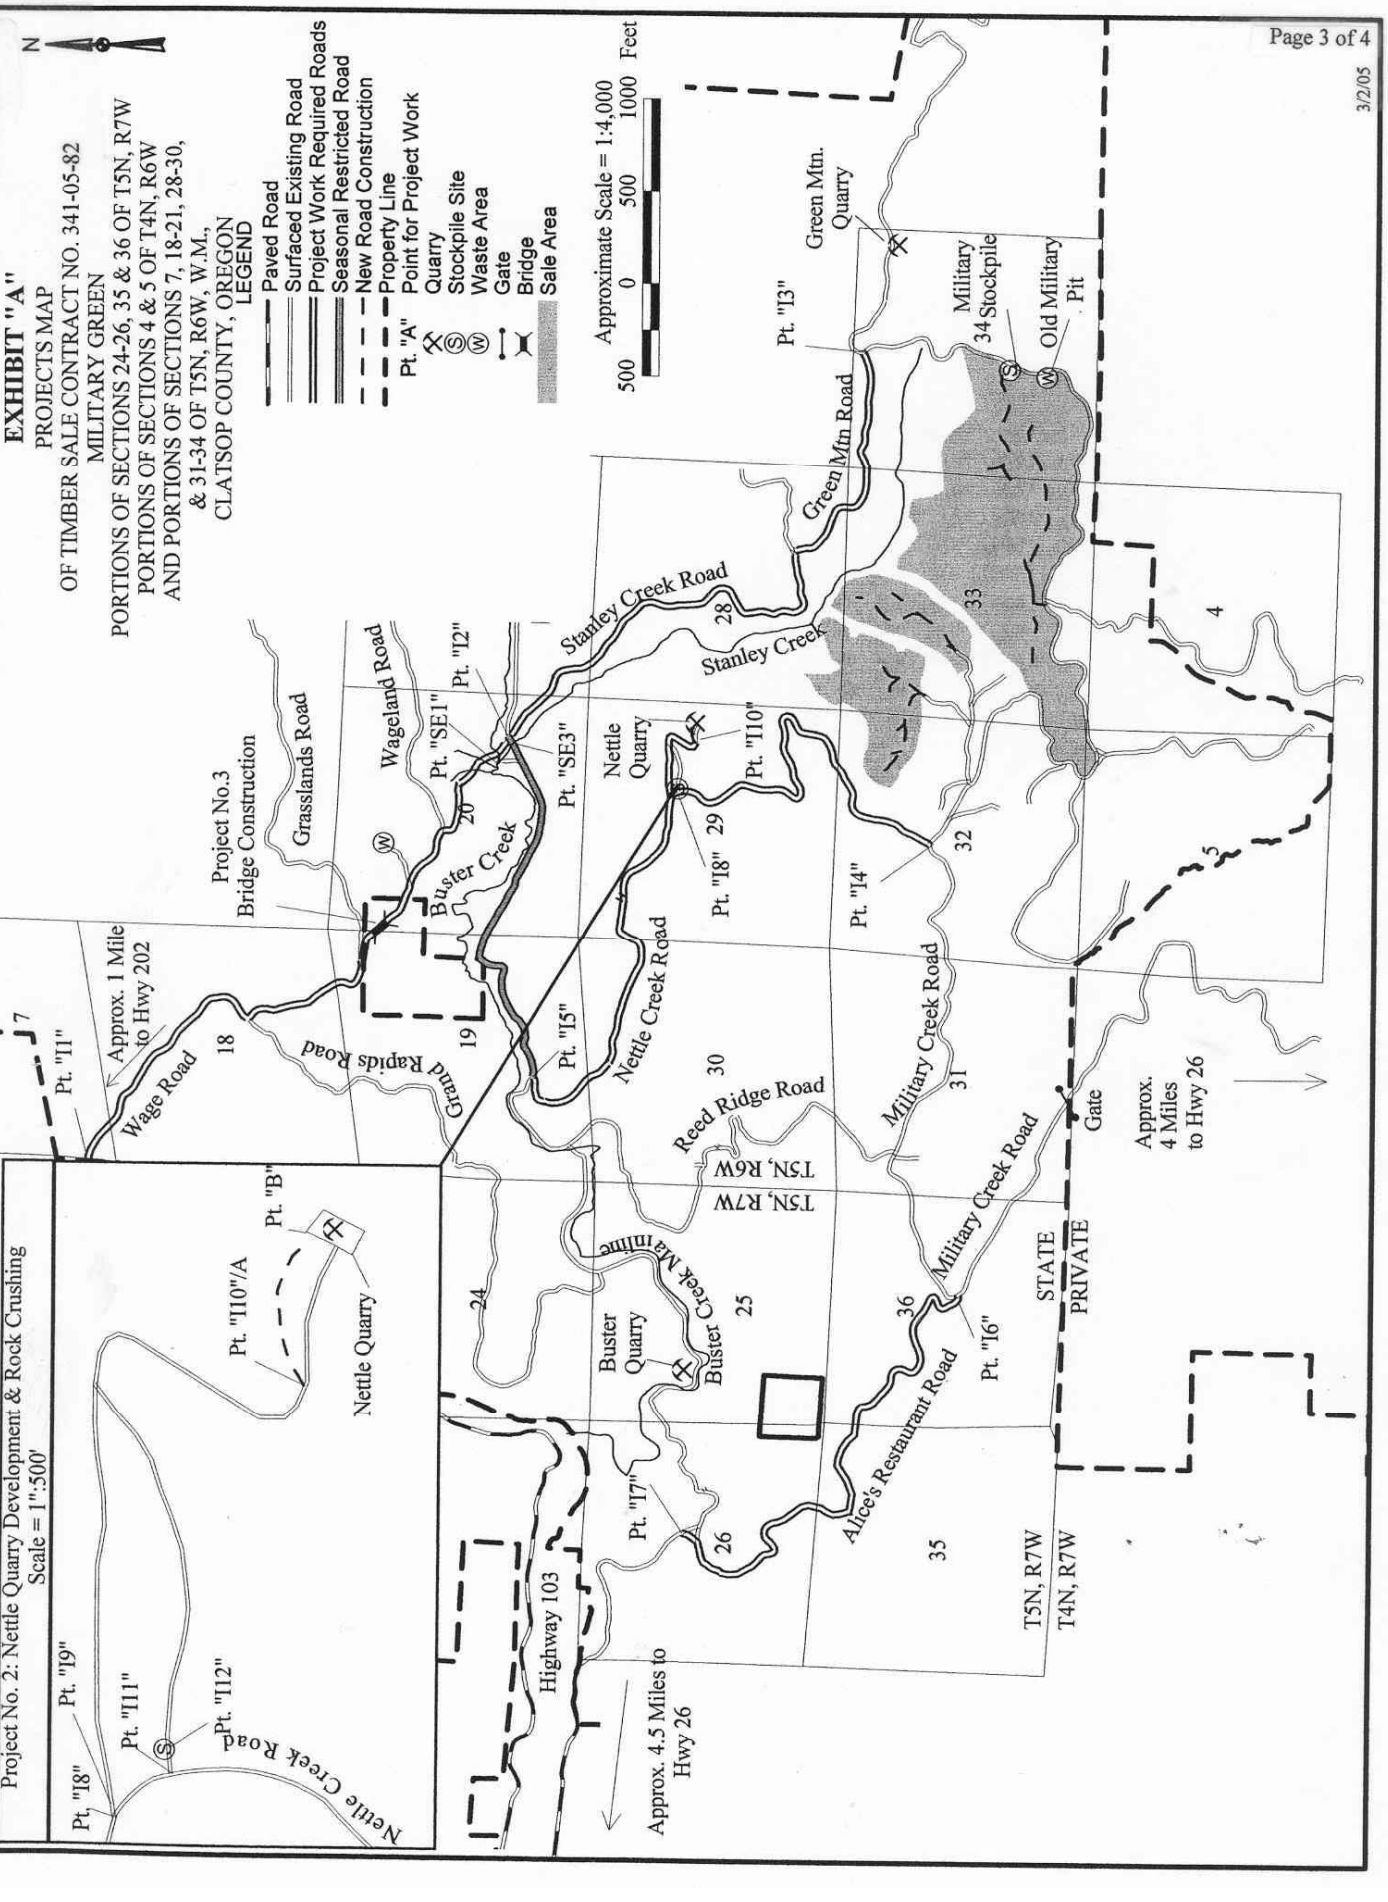 EXHIBIT "A"
PROJECTS MAP
OF TIMBER SALE CONTRACT NO. 341-05-82
MILITARY GREEN
PORTIONS OF SECTIONS 24-26, 35 & 36 OF T5N, R7W
PORTIONS OF SECTIONS 4 & 5 OF T4N, R6W
AND PORTIONS OF SECTIONS 7, 18-21, 28-30,
& 31-34 OF T5N, R6W, W.M.,
CLATSOP COUNTY, OREGON
N
LEGEND
Paved Road
Surfaced Existing Road
Project Work Required Roads
Seasonal Restricted Road
New Road Construction
Property Line
Pt. "A" Point for Project Work
Quarry
S Stockpile Site
W Waste Area
Gate
Bridge
Sale Area
Approximate Scale = 1:4,000
500 0 500 1000 Feet
Project No. 2: Nettle Quarry Development & Rock Crushing
Scale = 1":500'
Pt. "I8"
Pt. "I9"
Pt. "I11"
S
Pt. "I12"
Nettle Creek Road
Pt. "I10"/A
Pt. "B"
Nettle Quarry
7
Pt. "I1"
Approx. 1 Mile
to Hwy 202
Wage Road
18
Grand Rapids Road
19
Project No.3
Bridge Construction
Grasslands Road
W
Wageland Road
20
Pt. "SE1"
Pt. "I2"
Pt. "SE3"
Buster Creek
Stanley Creek Road
Stanley Creek
28
Nettle
Quarry
Pt. "I10"
29
Pt. "I8"
Pt. "I5"
Nettle Creek Road
30
Green Mtn Road
Pt. "I3"
Green Mtn.
Quarry
Military
Stockpile
34
S
Old Military
Pit
W
33
4
32
Pt. "I4"
5
Military Creek Road
31
Reed Ridge Road
T5N, R6W
T5N, R7W
Military Creek Road
Gate
Approx.
4 Miles
to Hwy 26
STATE
PRIVATE
24
Buster Creek Mainline
25
Buster
Quarry
Buster Creek
36
Pt. "I6"
Alice's Restaurant Road
Pt. "I7"
26
35
T5N, R7W
T4N, R7W
Highway 103
Approx. 4.5 Miles to
Hwy 26
Page 3 of 4
3/2/05